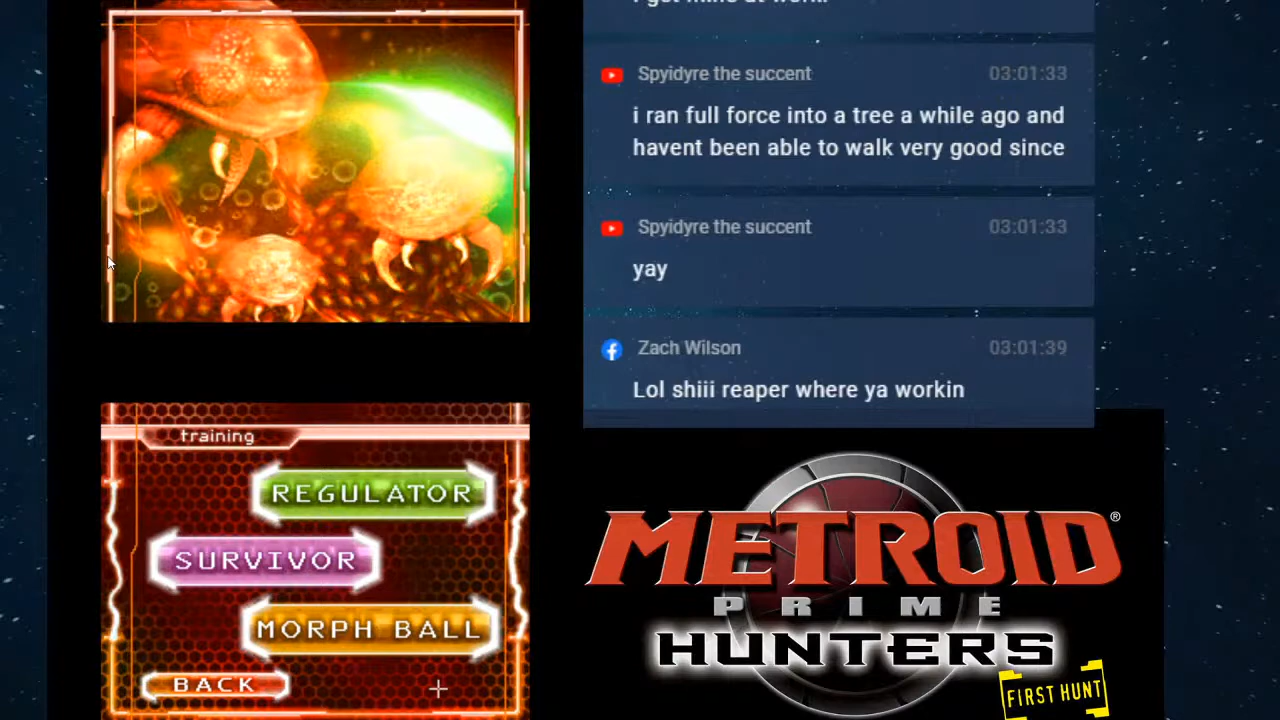 Spyidyre the succent 03:01:33
i ran full force into a tree a while ago and
havent been able to walk very good since
Spyidyre the succent 03:01:33
yay
Zach Wilson 03:01:39
Lol shiii reaper where ya workin
training
REGULATOR
SURVIVOR
MORPH BALL
BACK
METROID®
PRIME
HUNTERS
FIRST HUNT